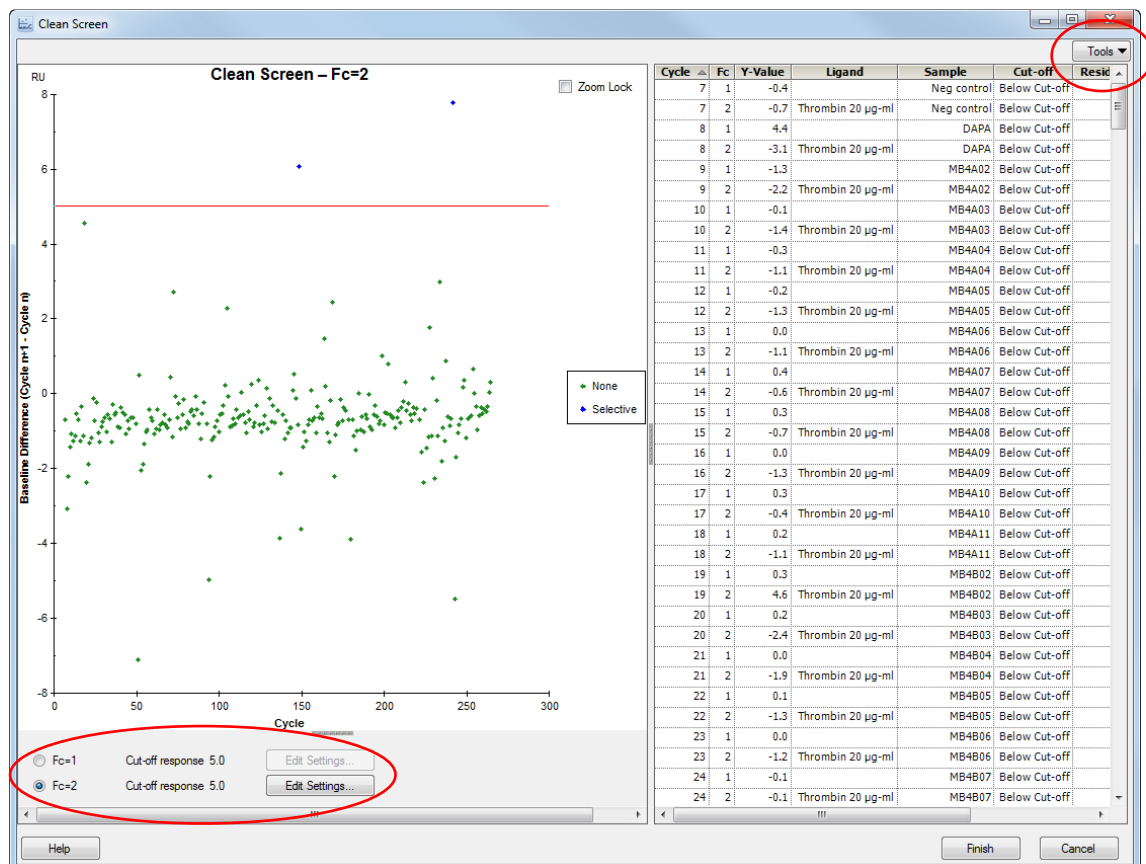 Clean Screen
Tools
Clean Screen – Fc=2
RU
Zoom Lock
8
6
4
2
0
-2
-4
-6
-8
Baseline Difference (Cycle n+1 - Cycle n)
0 50 100 150 200 250 300
Cycle
None
Selective
Fc=1 Cut-off response 5.0 Edit Settings...
Fc=2 Cut-off response 5.0 Edit Settings...
Cycle Fc Y-Value Ligand Sample Cut-off Resid
7 1 -0.4 Neg control Below Cut-off
7 2 -0.7 Thrombin 20 µg-ml Neg control Below Cut-off
8 1 4.4 DAPA Below Cut-off
8 2 -3.1 Thrombin 20 µg-ml DAPA Below Cut-off
9 1 -1.3 MB4A02 Below Cut-off
9 2 -2.2 Thrombin 20 µg-ml MB4A02 Below Cut-off
10 1 -0.1 MB4A03 Below Cut-off
10 2 -1.4 Thrombin 20 µg-ml MB4A03 Below Cut-off
11 1 -0.3 MB4A04 Below Cut-off
11 2 -1.1 Thrombin 20 µg-ml MB4A04 Below Cut-off
12 1 -0.2 MB4A05 Below Cut-off
12 2 -1.3 Thrombin 20 µg-ml MB4A05 Below Cut-off
13 1 0.0 MB4A06 Below Cut-off
13 2 -1.1 Thrombin 20 µg-ml MB4A06 Below Cut-off
14 1 0.4 MB4A07 Below Cut-off
14 2 -0.6 Thrombin 20 µg-ml MB4A07 Below Cut-off
15 1 0.3 MB4A08 Below Cut-off
15 2 -0.7 Thrombin 20 µg-ml MB4A08 Below Cut-off
16 1 0.0 MB4A09 Below Cut-off
16 2 -1.3 Thrombin 20 µg-ml MB4A09 Below Cut-off
17 1 0.3 MB4A10 Below Cut-off
17 2 -0.4 Thrombin 20 µg-ml MB4A10 Below Cut-off
18 1 0.2 MB4A11 Below Cut-off
18 2 -1.1 Thrombin 20 µg-ml MB4A11 Below Cut-off
19 1 0.3 MB4B02 Below Cut-off
19 2 4.6 Thrombin 20 µg-ml MB4B02 Below Cut-off
20 1 0.2 MB4B03 Below Cut-off
20 2 -2.4 Thrombin 20 µg-ml MB4B03 Below Cut-off
21 1 0.0 MB4B04 Below Cut-off
21 2 -1.9 Thrombin 20 µg-ml MB4B04 Below Cut-off
22 1 0.1 MB4B05 Below Cut-off
22 2 -1.3 Thrombin 20 µg-ml MB4B05 Below Cut-off
23 1 0.0 MB4B06 Below Cut-off
23 2 -1.2 Thrombin 20 µg-ml MB4B06 Below Cut-off
24 1 -0.1 MB4B07 Below Cut-off
24 2 -0.1 Thrombin 20 µg-ml MB4B07 Below Cut-off
Help
Finish
Cancel